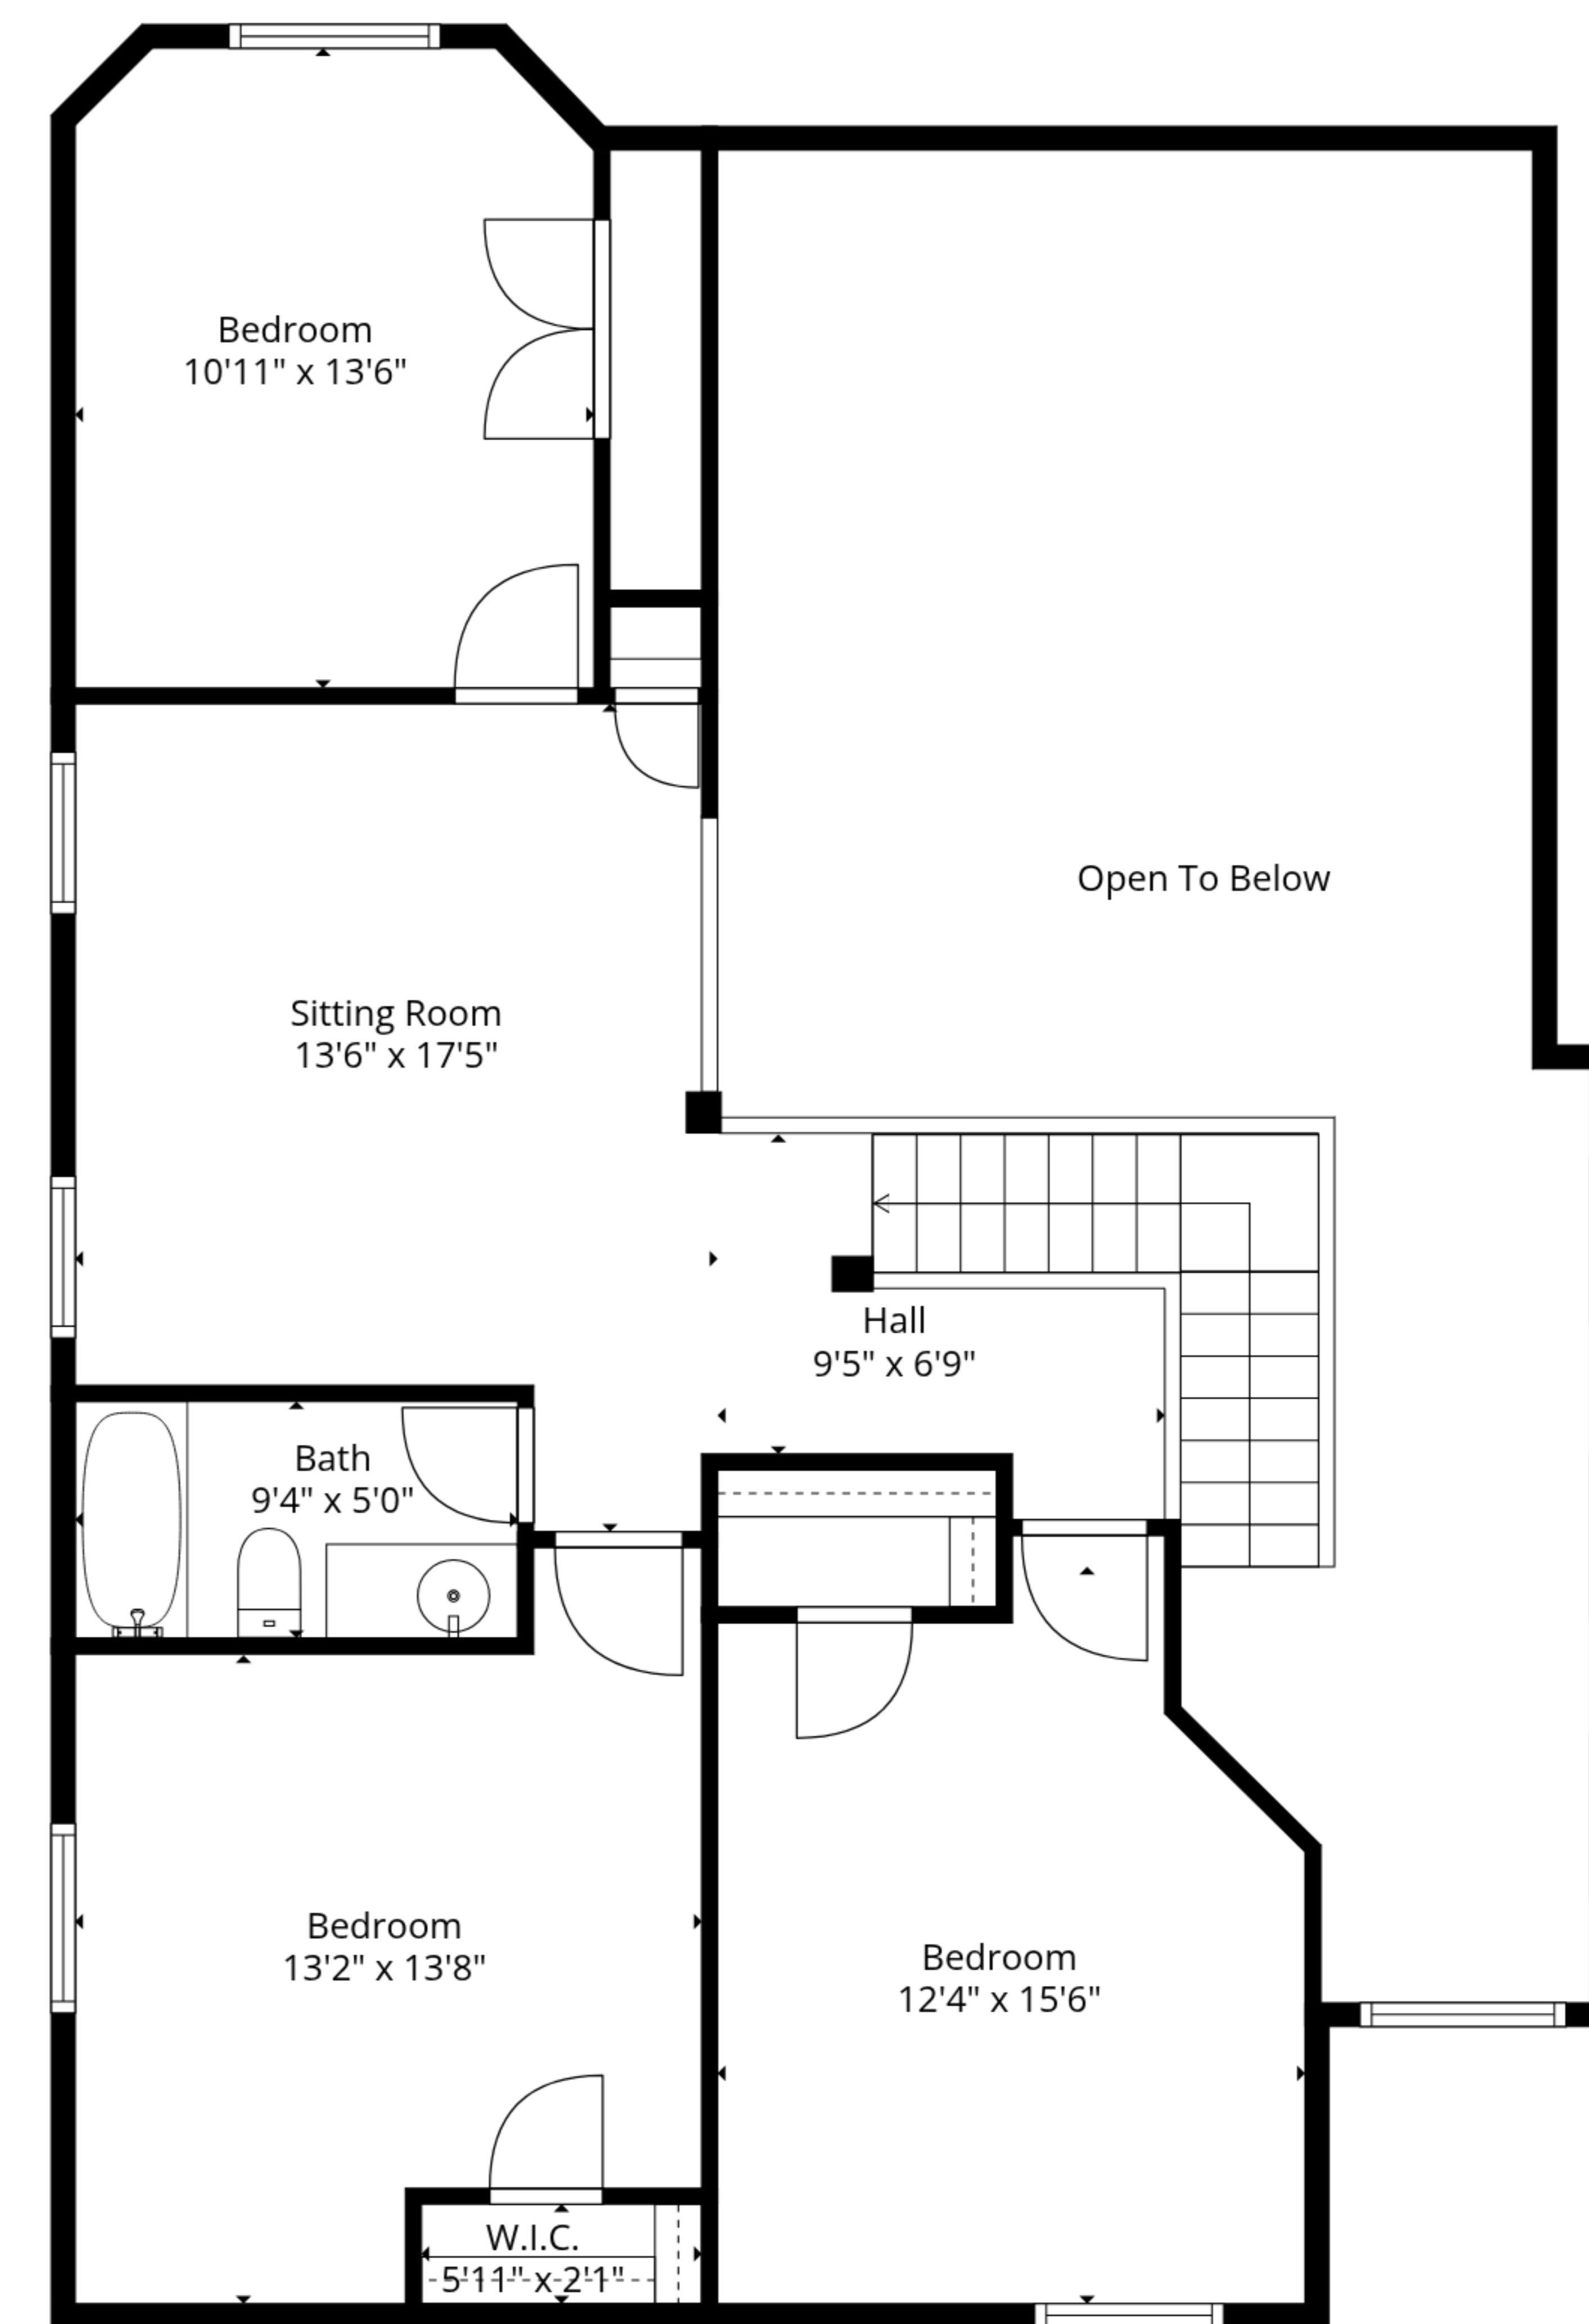 Bedroom
10'11" x 13'6"
Open To Below
Sitting Room
13'6" x 17'5"
Hall
9'5" x 6'9"
Bath
9'4" x 5'0"
Bedroom
13'2" x 13'8"
Bedroom
12'4" x 15'6"
W.I.C.
5'11" x 2'1"